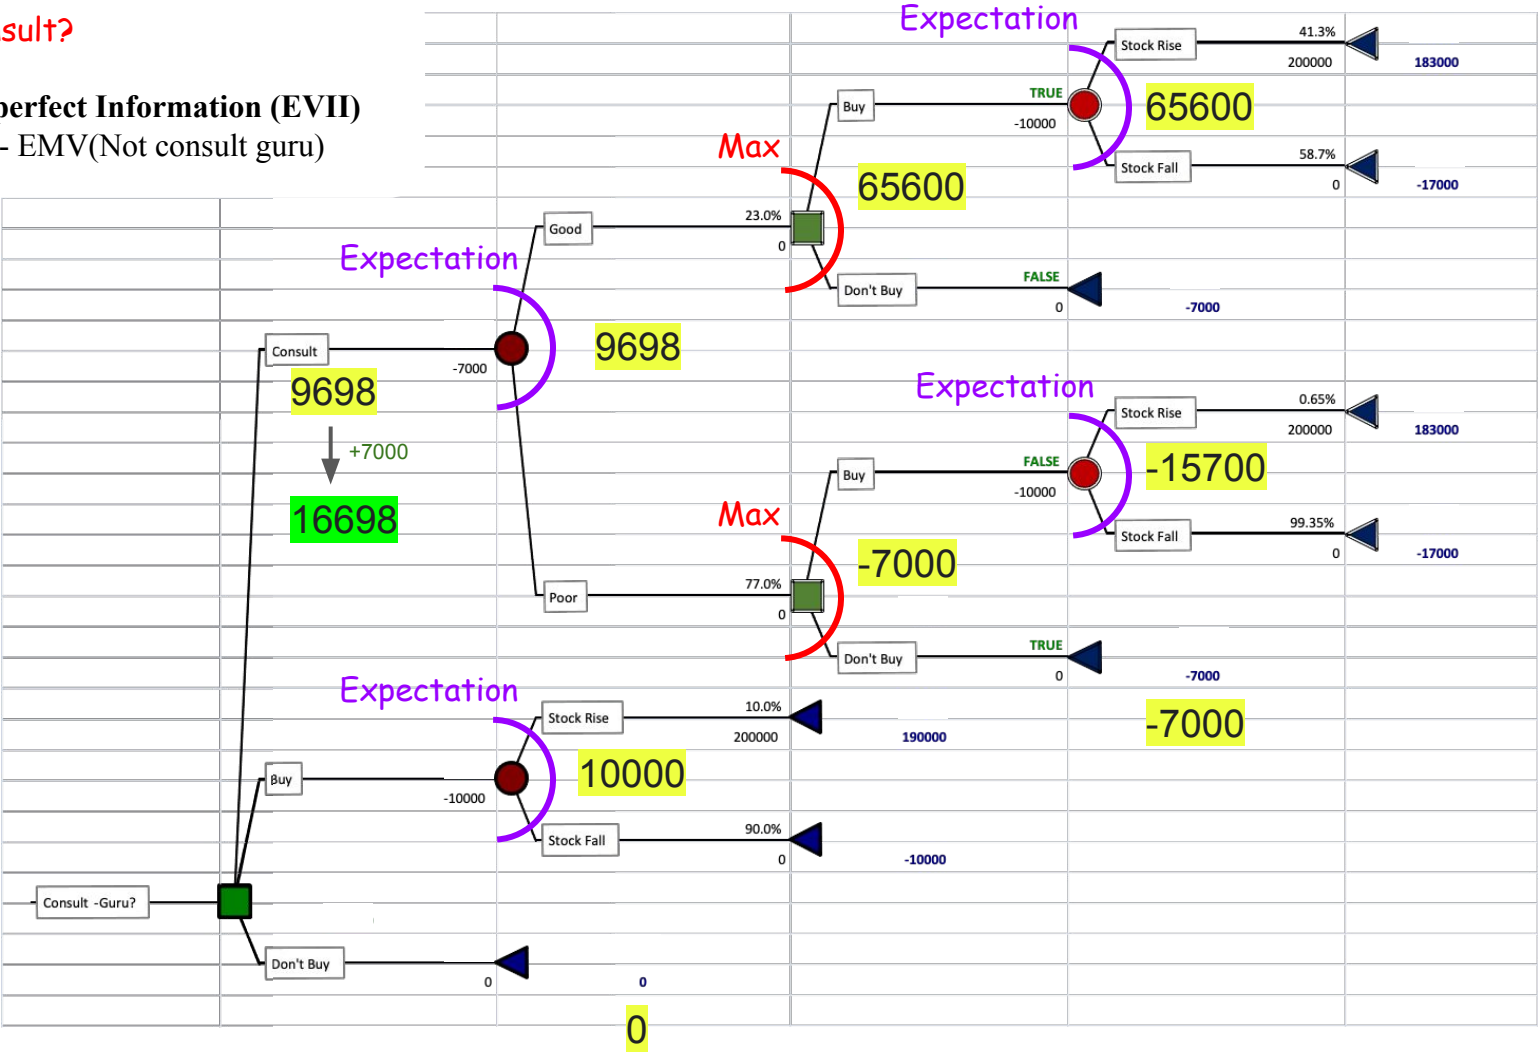 sult?
perfect Information (EVII)
- EMV(Not consult guru)
Expectation
Stock Rise
41.3%
200000
183000
Buy
TRUE
-10000
65600
Max
Stock Fall
58.7%
0
-17000
65600
Good
23.0%
0
Expectation
Don't Buy
FALSE
0
-7000
Consult
-7000
9698
9698
+7000
16698
Expectation
Stock Rise
0.65%
200000
183000
Buy
FALSE
-10000
-15700
Max
Stock Fall
99.35%
0
-17000
-7000
Poor
77.0%
0
Don't Buy
TRUE
0
-7000
-7000
Expectation
Stock Rise
10.0%
200000
190000
Buy
-10000
10000
Stock Fall
90.0%
0
-10000
Consult -Guru?
Don't Buy
0
0
0